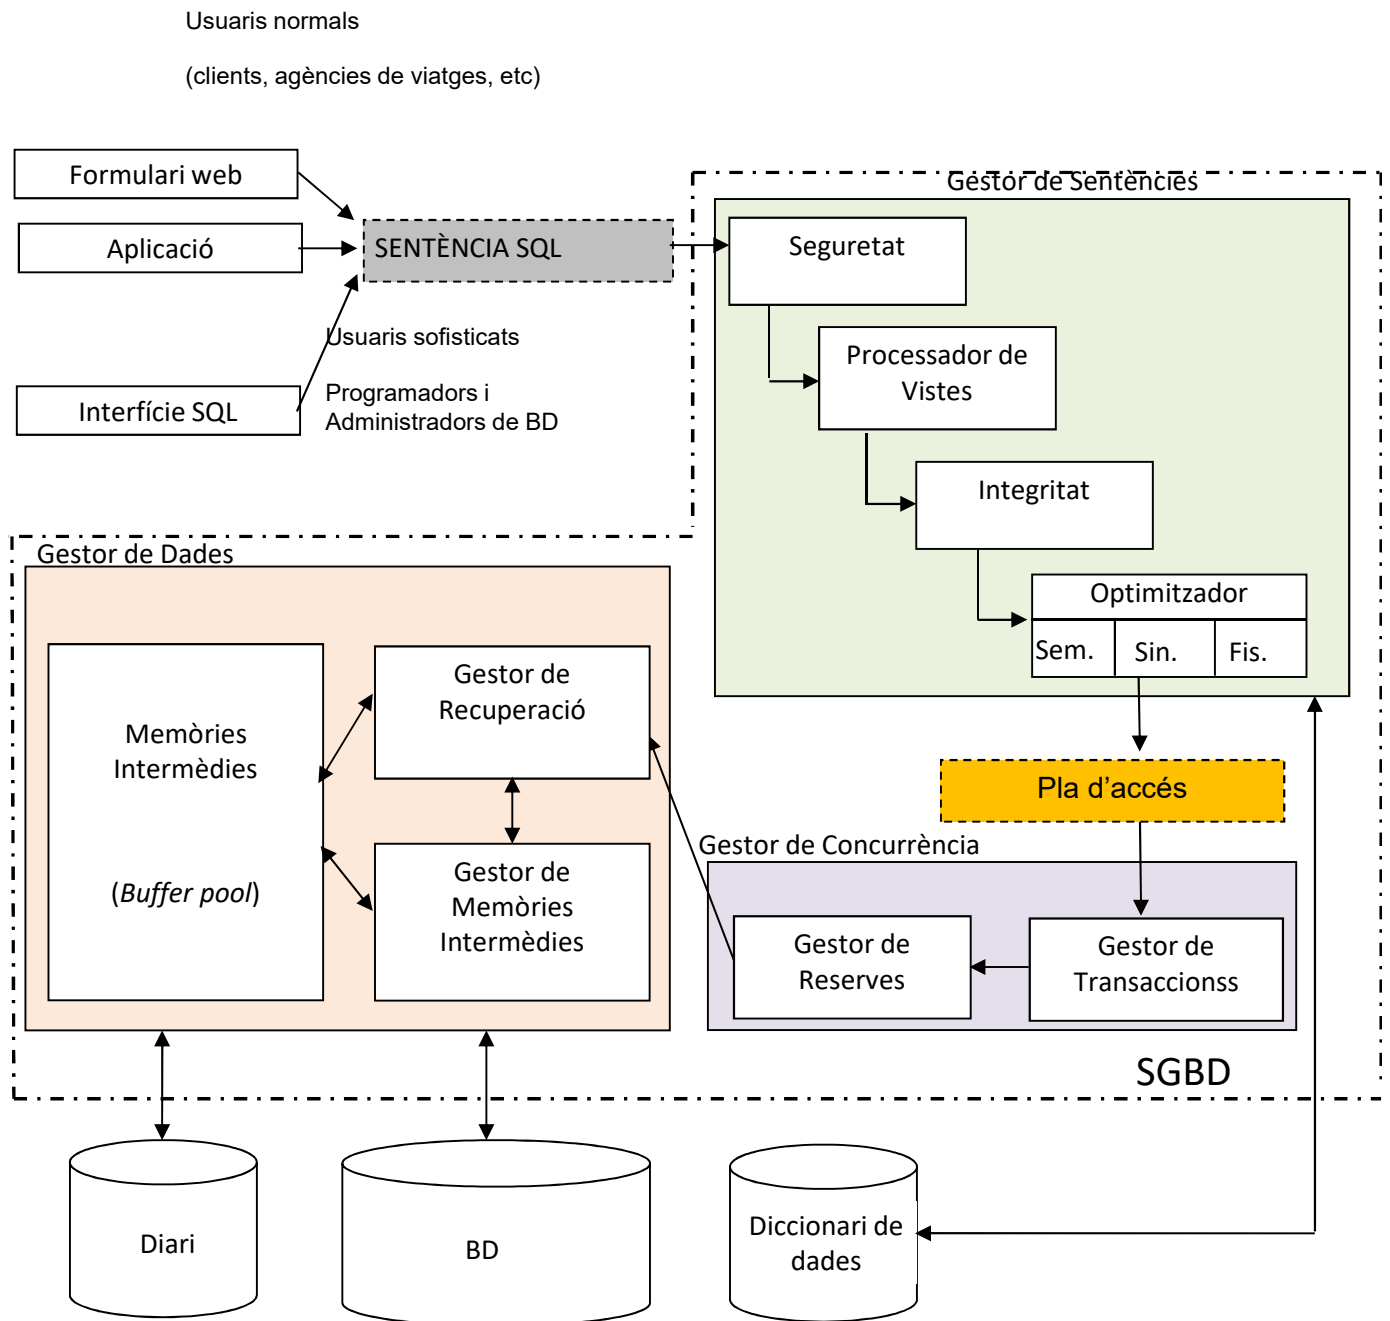 Usuaris normals
(clients, agències de viatges, etc)
Formulari web
Aplicació
Interfície SQL
SENTÈNCIA SQL
Usuaris sofisticats
Programadors i
Administradors de BD
Gestor de Sentències
Seguretat
Processador de
Vistes
Integritat
Optimitzador
Sem.
Sin.
Fis.
Pla d'accés
Gestor de Dades
Memòries
Intermèdies
(Buffer pool)
Gestor de
Recuperació
Gestor de
Memòries
Intermèdies
Gestor de Concurrència
Gestor de
Reserves
Gestor de
Transaccionss
SGBD
Diari
BD
Diccionari de
dades